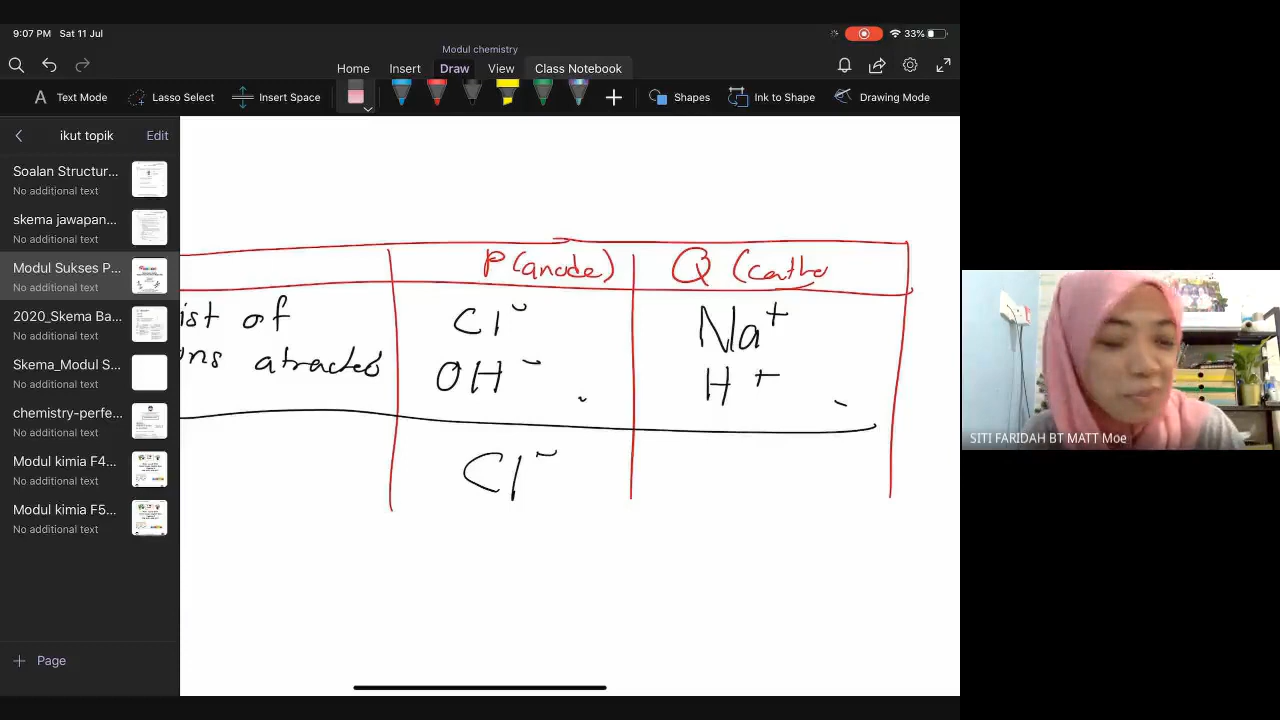 9:07 PM Sat 11 Jul
33%
Modul chemistry
Home Insert Draw View Class Notebook
Text Mode Lasso Select Insert Space Shapes Ink to Shape Drawing Mode
ikut topik Edit
Soalan Structur...
No additional text
skema jawapan...
No additional text
Modul Sukses P...
No additional text
2020_Skema Ba...
No additional text
Skema_Modul S...
No additional text
chemistry-perfe...
No additional text
Modul kimia F4...
No additional text
Modul kimia F5...
No additional text
Page
P(anode) Q (catho
ist of Cl⁻ Na⁺
ons atracted OH⁻ H⁺
Cl⁻
SITI FARIDAH BT MATT Moe